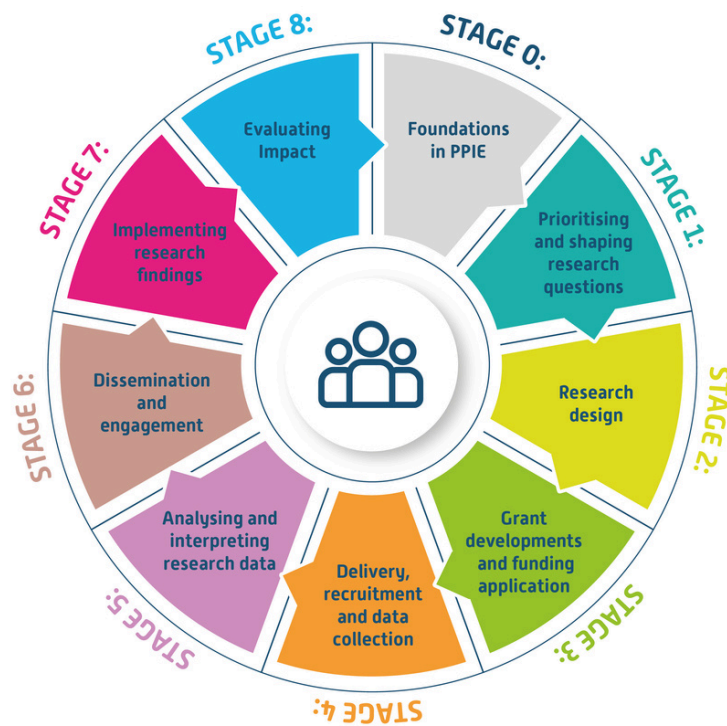 STAGE 0:
Foundations
in PPIE
STAGE 1:
Prioritising
and shaping
research
questions
STAGE 2:
Research
design
STAGE 3:
Grant
developments
and funding
application
STAGE 4:
Delivery,
recruitment
and data
collection
STAGE 5:
Analysing and
interpreting
research data
STAGE 6:
Dissemination
and
engagement
STAGE 7:
Implementing
research
findings
STAGE 8:
Evaluating
Impact